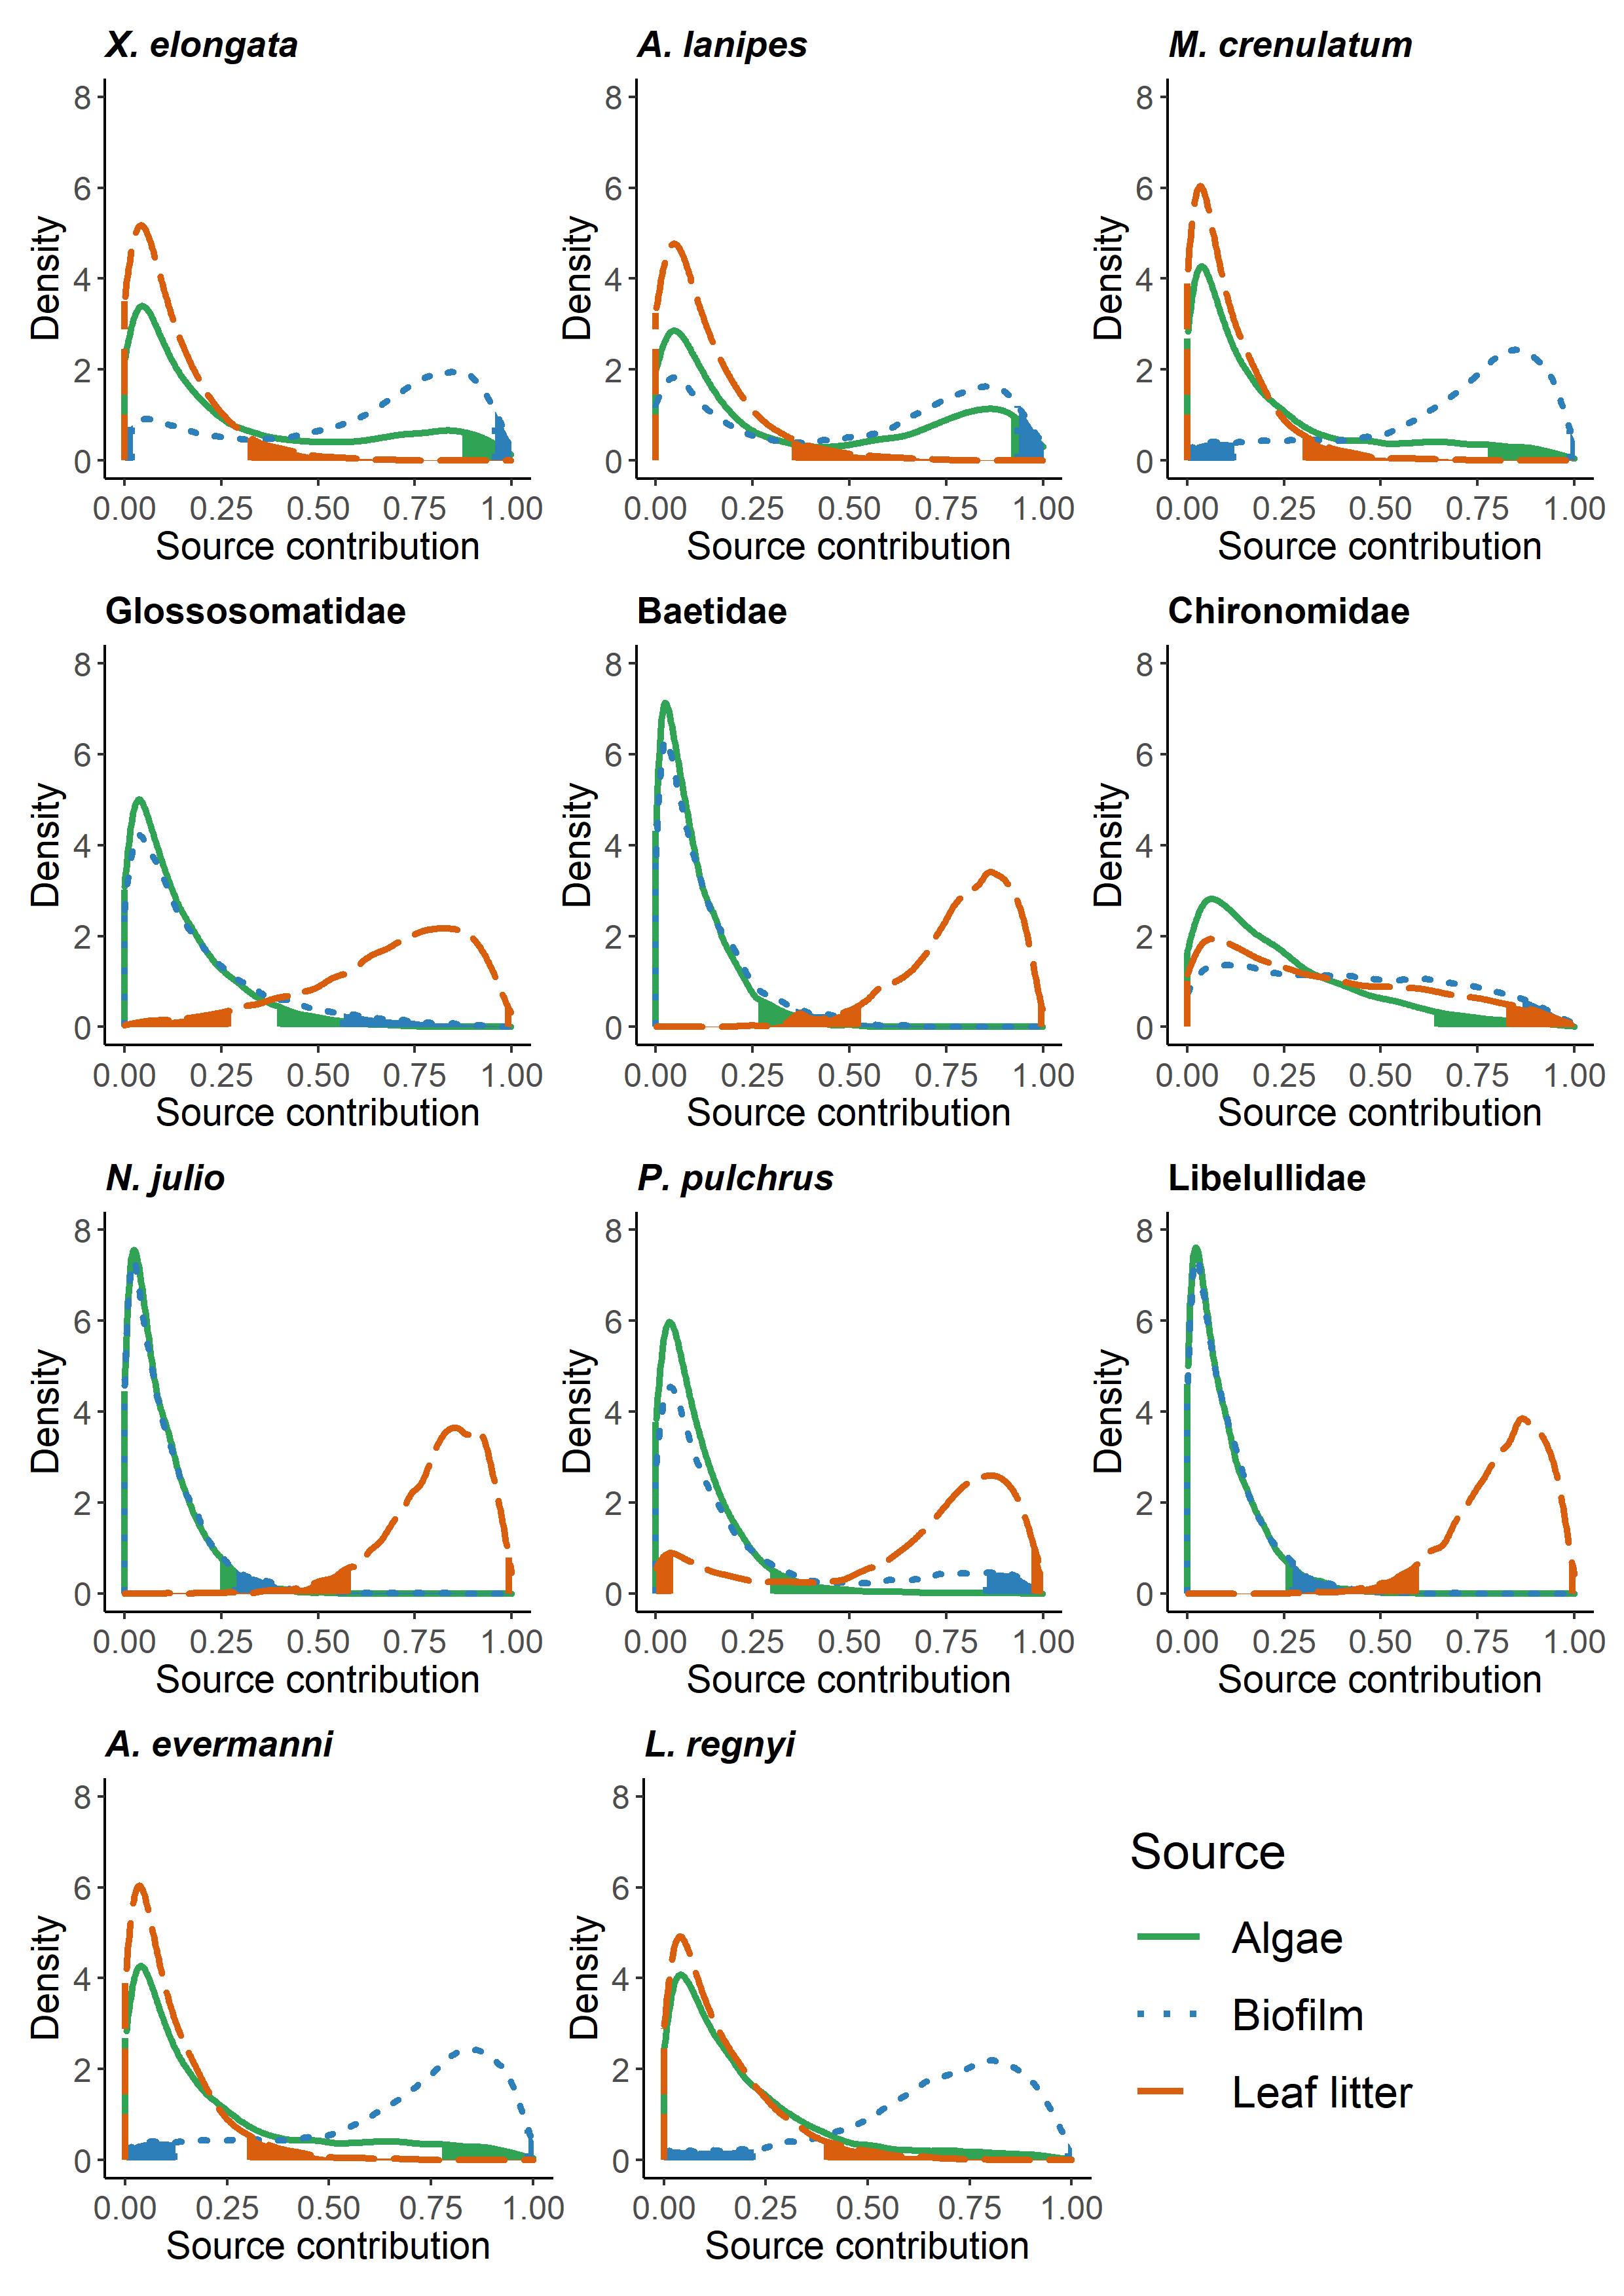 X. elongata A. lanipes M. crenulatum
8 8 8
6 6 6
4 4 4
2 2 2
0 0 0
Density Density Density
0.00 0.25 0.50 0.75 1.00 0.00 0.25 0.50 0.75 1.00 0.00 0.25 0.50 0.75 1.00
Source contribution Source contribution Source contribution
Glossosomatidae Baetidae Chironomidae
8 8 8
6 6 6
4 4 4
2 2 2
0 0 0
Density Density Density
0.00 0.25 0.50 0.75 1.00 0.00 0.25 0.50 0.75 1.00 0.00 0.25 0.50 0.75 1.00
Source contribution Source contribution Source contribution
N. julio P. pulchrus Libelullidae
8 8 8
6 6 6
4 4 4
2 2 2
0 0 0
Density Density Density
0.00 0.25 0.50 0.75 1.00 0.00 0.25 0.50 0.75 1.00 0.00 0.25 0.50 0.75 1.00
Source contribution Source contribution Source contribution
A. evermanni L. regnyi
8 8
6 6
4 4
2 2
0 0
Density Density
0.00 0.25 0.50 0.75 1.00 0.00 0.25 0.50 0.75 1.00
Source contribution Source contribution
Source
Algae
Biofilm
Leaf litter